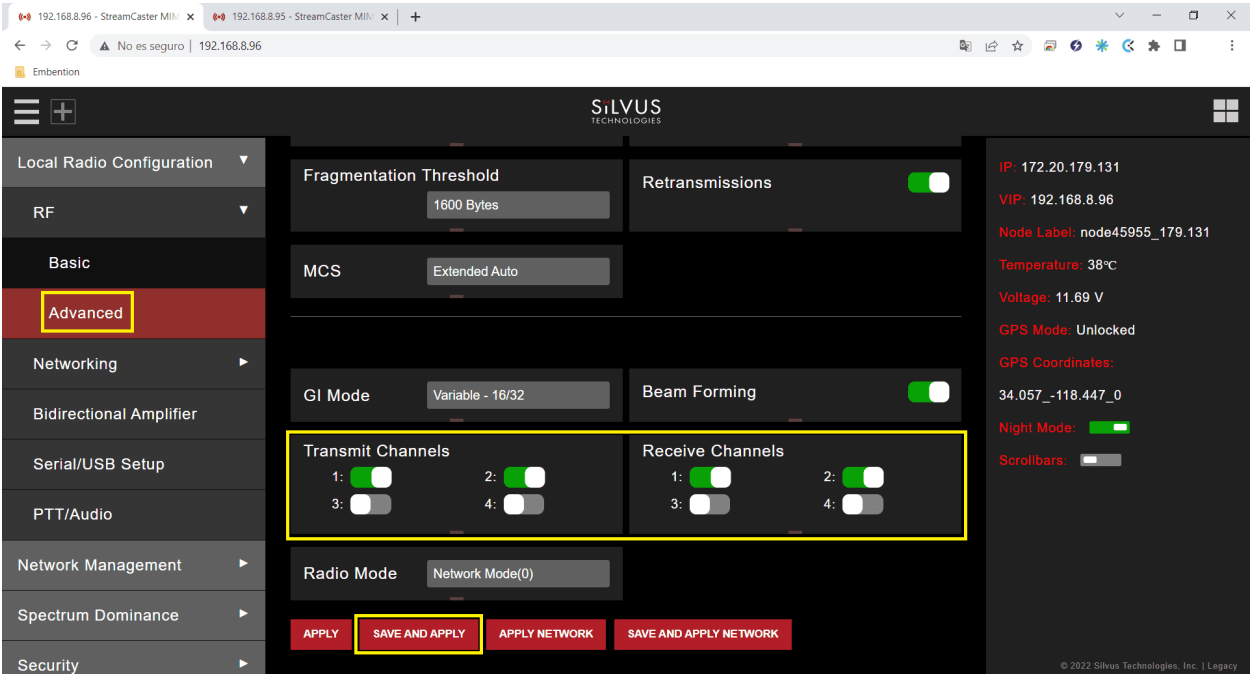 192.168.8.96 - StreamCaster MIM
192.168.8.95 - StreamCaster MIM
No es seguro | 192.168.8.96
Embention
SiLVUS
TECHNOLOGIES
Local Radio Configuration
RF
Basic
Advanced
Networking
Bidirectional Amplifier
Serial/USB Setup
PTT/Audio
Network Management
Spectrum Dominance
Security
Fragmentation Threshold
1600 Bytes
Retransmissions
MCS
Extended Auto
GI Mode
Variable - 16/32
Beam Forming
Transmit Channels
1: 2:
3: 4:
Receive Channels
1: 2:
3: 4:
Radio Mode
Network Mode(0)
APPLY
SAVE AND APPLY
APPLY NETWORK
SAVE AND APPLY NETWORK
IP: 172.20.179.131
VIP: 192.168.8.96
Node Label: node45955_179.131
Temperature: 38℃
Voltage: 11.69 V
GPS Mode: Unlocked
GPS Coordinates:
34.057_-118.447_0
Night Mode:
Scrollbars:
© 2022 Silvus Technologies, Inc. | Legacy